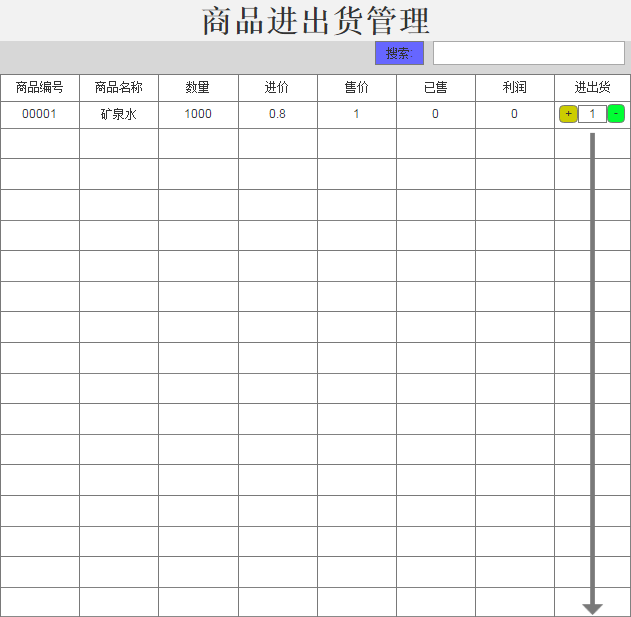 商品进出货管理
搜索:
商品编号 商品名称 数量 进价 售价 已售 利润 进出货
00001 矿泉水 1000 0.8 1 0 0 + 1 -